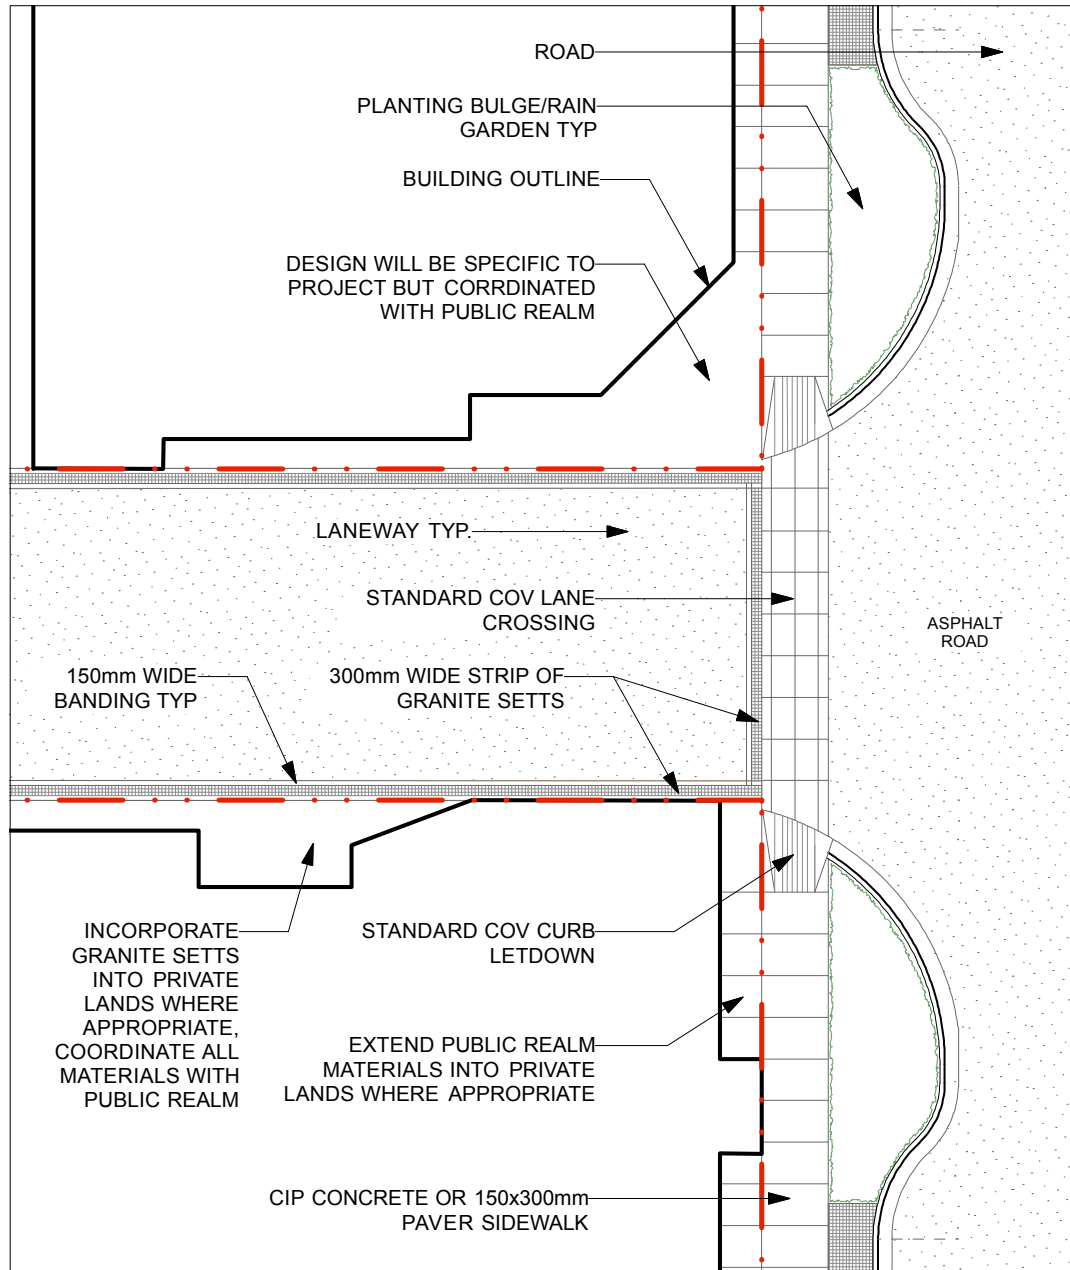 ROAD
PLANTING BULGE/RAIN
GARDEN TYP
BUILDING OUTLINE
DESIGN WILL BE SPECIFIC TO
PROJECT BUT CORRDINATED
WITH PUBLIC REALM
LANEWAY TYP.
STANDARD COV LANE
CROSSING
ASPHALT
ROAD
150mm WIDE
BANDING TYP
300mm WIDE STRIP OF
GRANITE SETTS
INCORPORATE
GRANITE SETTS
INTO PRIVATE
LANDS WHERE
APPROPRIATE,
COORDINATE ALL
MATERIALS WITH
PUBLIC REALM
STANDARD COV CURB
LETDOWN
EXTEND PUBLIC REALM
MATERIALS INTO PRIVATE
LANDS WHERE APPROPRIATE
CIP CONCRETE OR 150x300mm
PAVER SIDEWALK